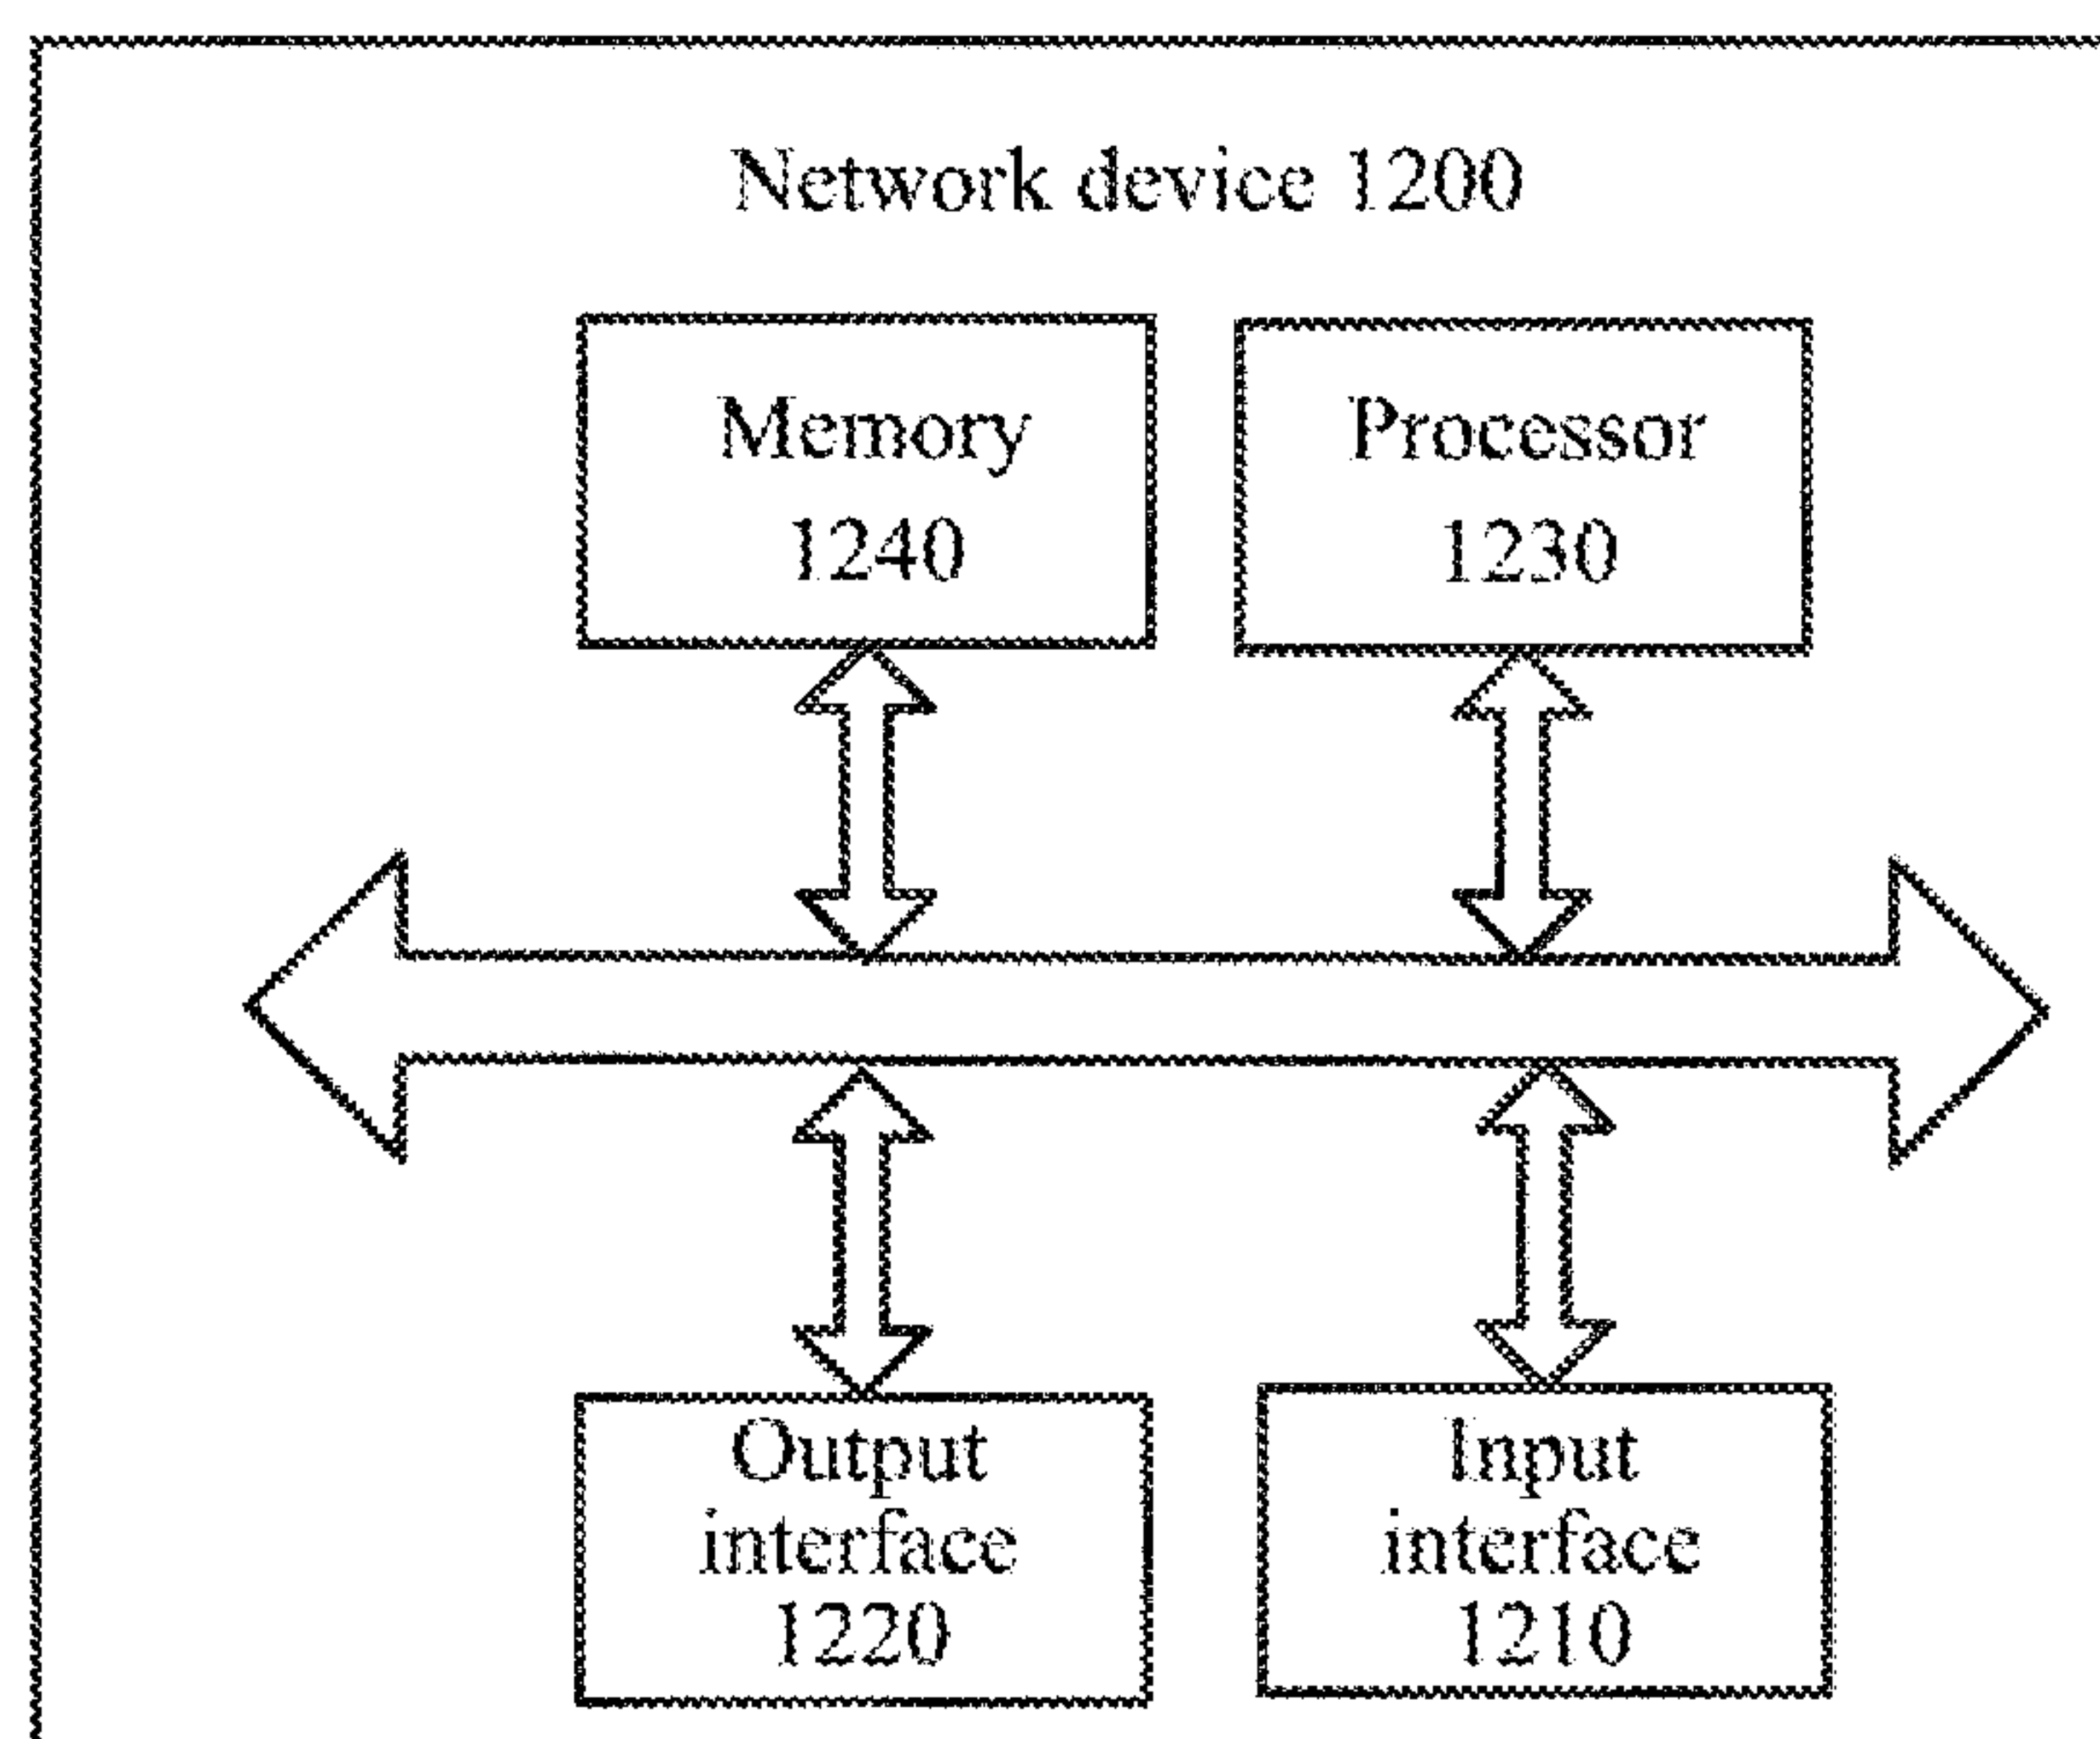 Network device 1200
Memory
1240
Processor
1230
Output
interface
1220
Input
interface
1210